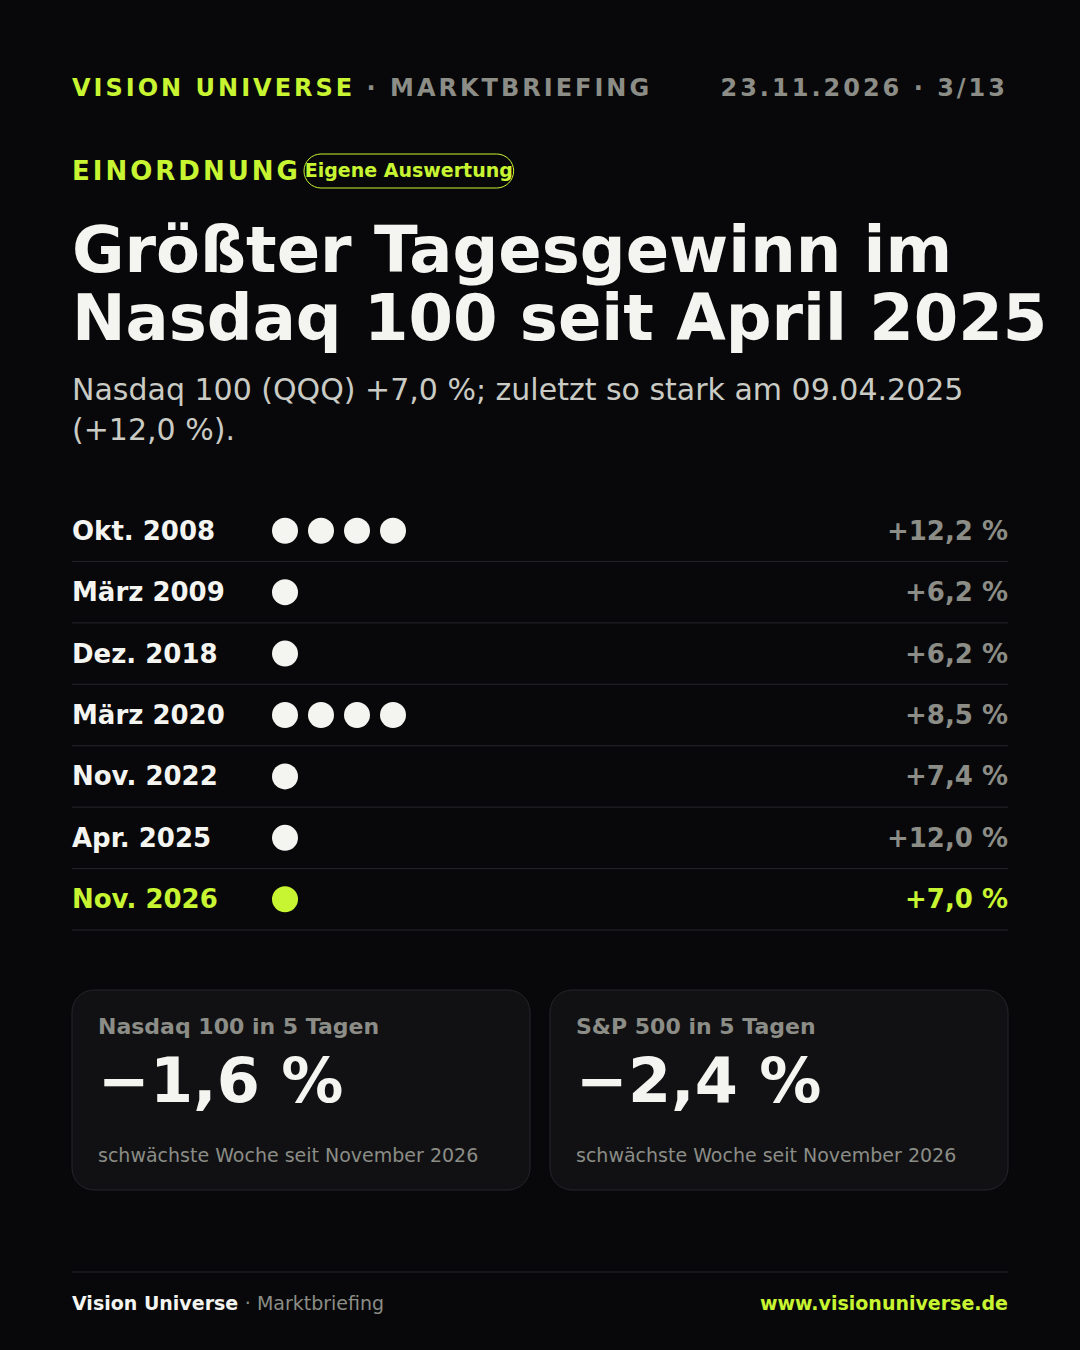 VISION UNIVERSE · MARKTBRIEFING 23.11.2026 · 3/13
EINORDNUNG Eigene Auswertung
Größter Tagesgewinn im
Nasdaq 100 seit April 2025
Nasdaq 100 (QQQ) +7,0 %; zuletzt so stark am 09.04.2025
(+12,0 %).
Okt. 2008 +12,2 %
März 2009 +6,2 %
Dez. 2018 +6,2 %
März 2020 +8,5 %
Nov. 2022 +7,4 %
Apr. 2025 +12,0 %
Nov. 2026 +7,0 %
Nasdaq 100 in 5 Tagen
−1,6 %
schwächste Woche seit November 2026
S&P 500 in 5 Tagen
−2,4 %
schwächste Woche seit November 2026
Vision Universe · Marktbriefing www.visionuniverse.de